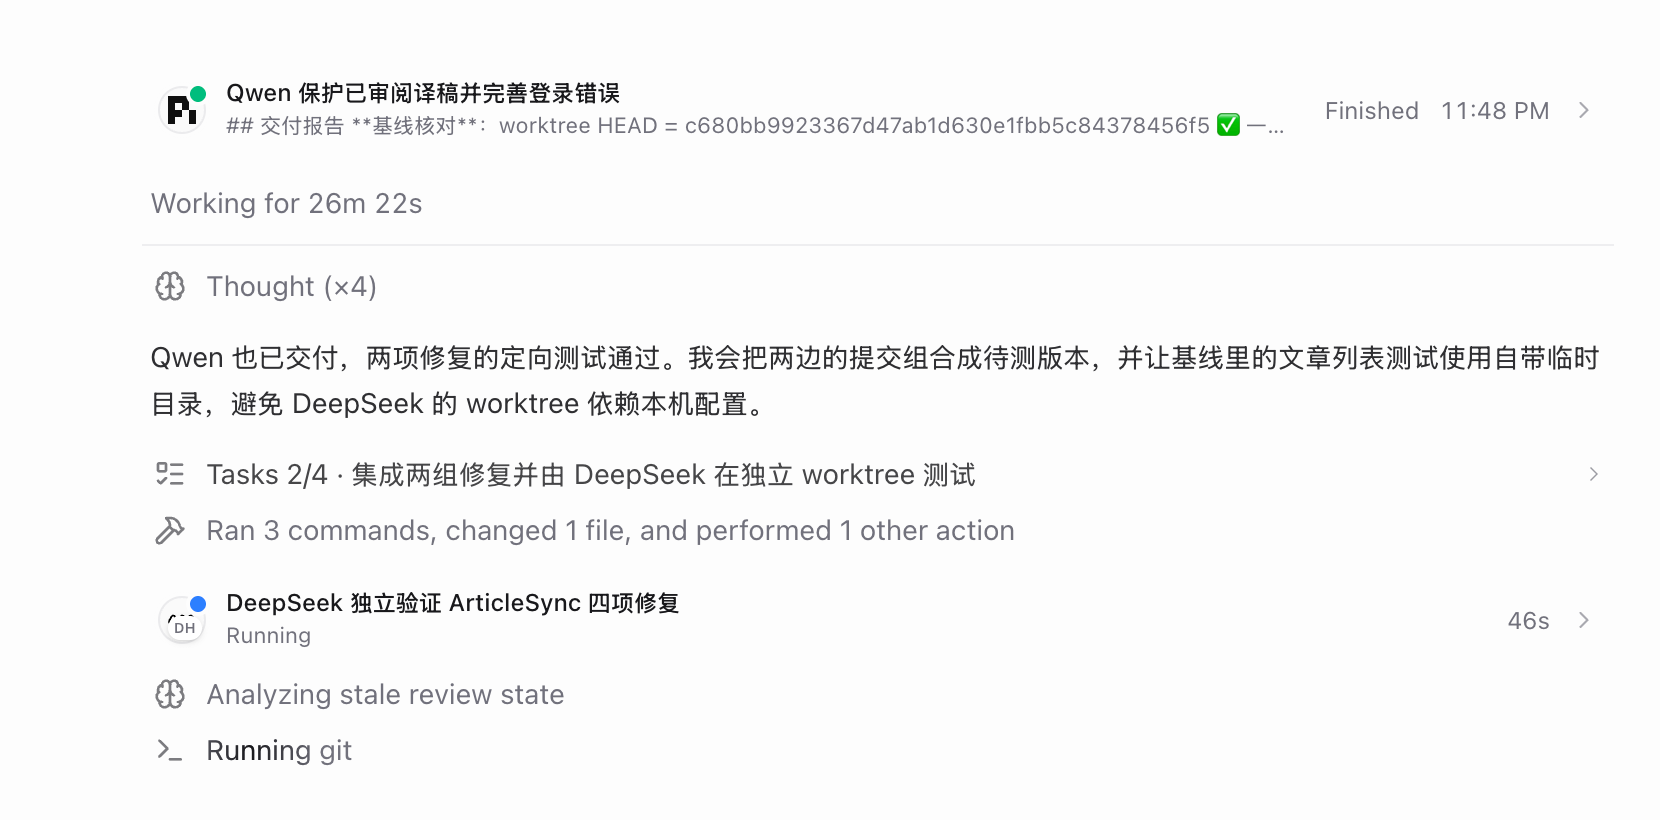 Qwen 保护已审阅译稿并完善登录错误
## 交付报告 **基线核对**：worktree HEAD = c680bb9923367d47ab1d630e1fbb5c84378456f5 ✅ 一...
Finished 11:48 PM
Working for 26m 22s
Thought (×4)
Qwen 也已交付，两项修复的定向测试通过。我会把两边的提交组合成待测版本，并让基线里的文章列表测试使用自带临时
目录，避免 DeepSeek 的 worktree 依赖本机配置。
Tasks 2/4 · 集成两组修复并由 DeepSeek 在独立 worktree 测试
Ran 3 commands, changed 1 file, and performed 1 other action
DH
DeepSeek 独立验证 ArticleSync 四项修复
Running
46s
Analyzing stale review state
Running git